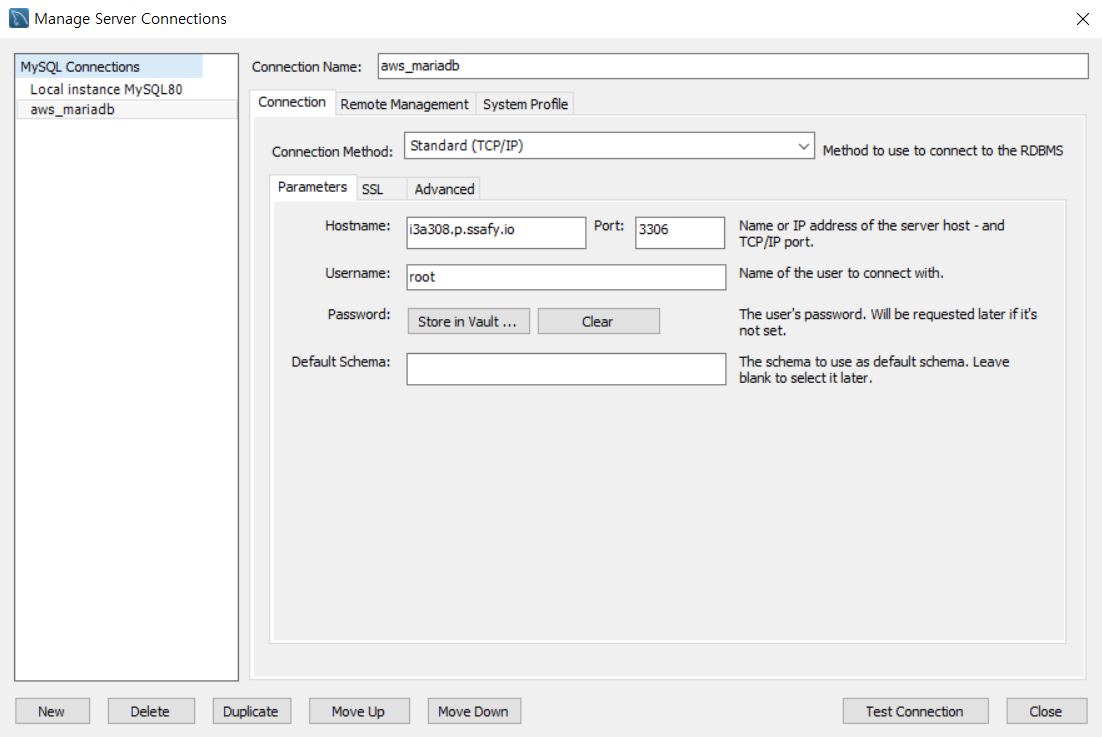 Manage Server Connections
MySQL Connections
Local instance MySQL80
aws_mariadb
Connection Name: aws_mariadb
Connection Remote Management System Profile
Connection Method: Standard (TCP/IP) Method to use to connect to the RDBMS
Parameters SSL Advanced
Hostname: i3a308.p.ssafy.io Port: 3306 Name or IP address of the server host - and
TCP/IP port.
Username: root Name of the user to connect with.
Password: Store in Vault ... Clear The user's password. Will be requested later if it's
not set.
Default Schema: The schema to use as default schema. Leave
blank to select it later.
New Delete Duplicate Move Up Move Down Test Connection Close